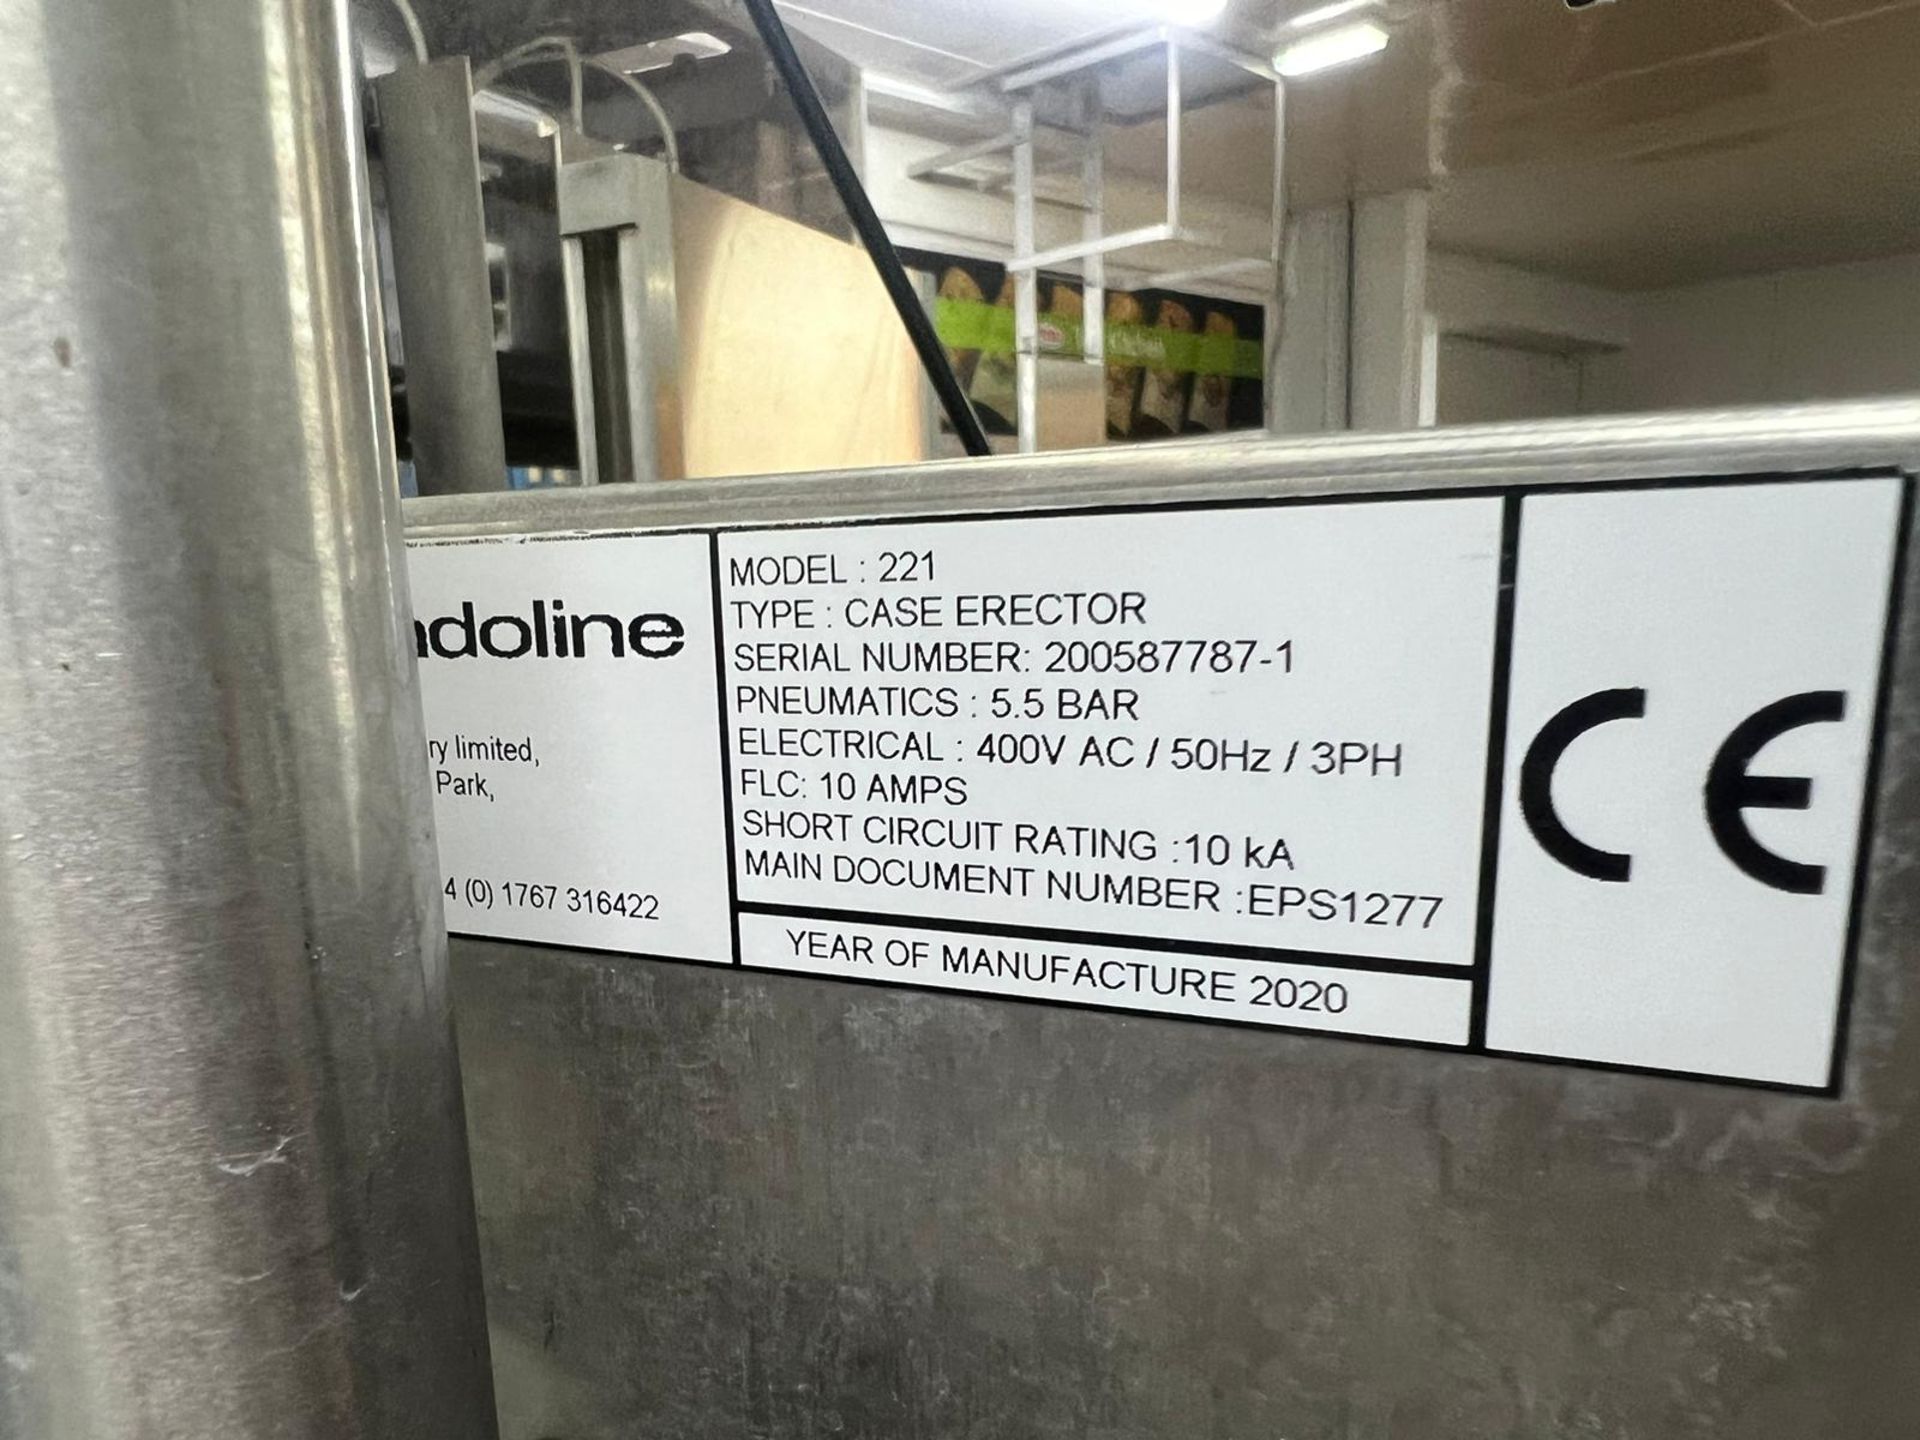 doline
ry limited,
Park,
4 (0) 1767 316422
MODEL : 221
TYPE : CASE ERECTOR
SERIAL NUMBER: 200587787-1
PNEUMATICS : 5.5 BAR
ELECTRICAL : 400V AC / 50Hz / 3PH
FLC: 10 AMPS
SHORT CIRCUIT RATING :10 kA
MAIN DOCUMENT NUMBER :EPS1277
YEAR OF MANUFACTURE 2020
CE